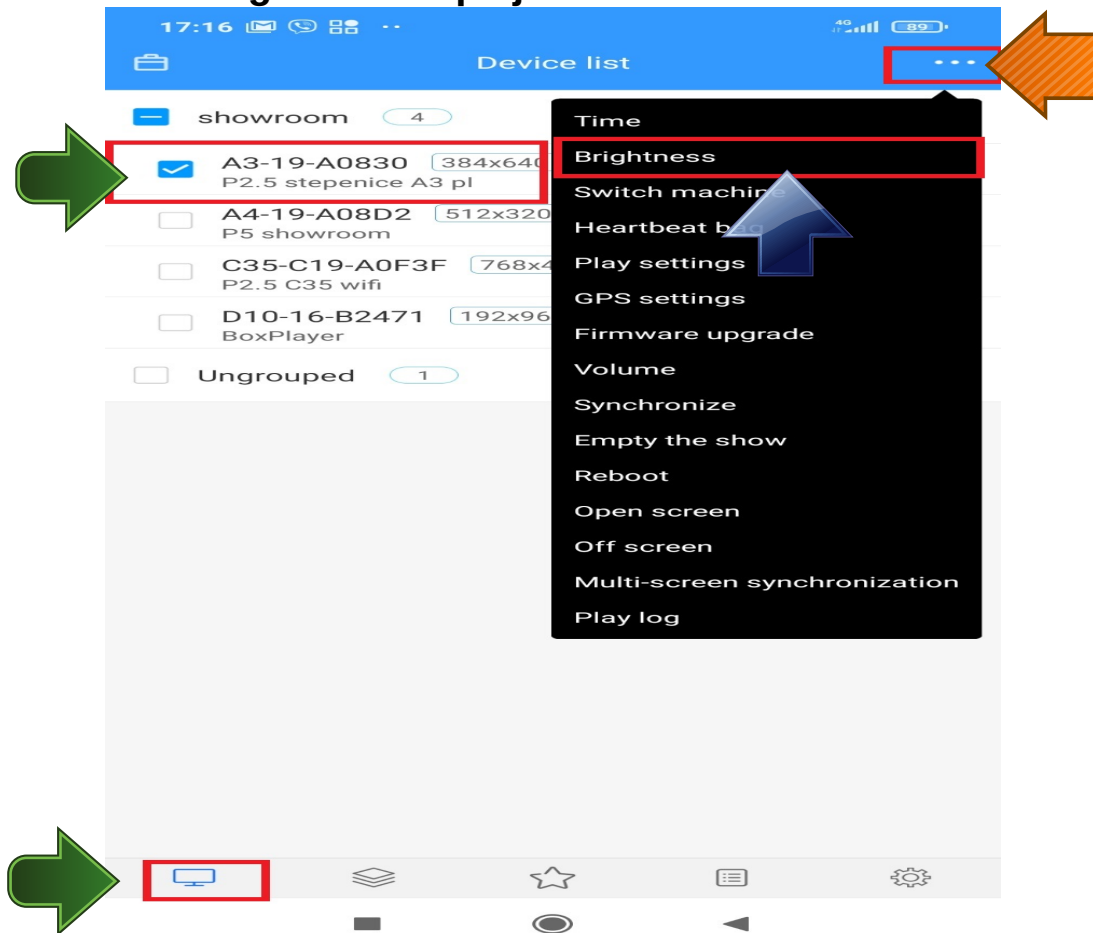 17:16
4G
89
Device list
showroom 4
A3-19-A0830 384x640
P2.5 stepenice A3 pl
A4-19-A08D2 512x320
P5 showroom
C35-C19-A0F3F 768x4
P2.5 C35 wifi
D10-16-B2471 192x96
BoxPlayer
Ungrouped 1
Time
Brightness
Switch machine
Heartbeat bag
Play settings
GPS settings
Firmware upgrade
Volume
Synchronize
Empty the show
Reboot
Open screen
Off screen
Multi-screen synchronization
Play log